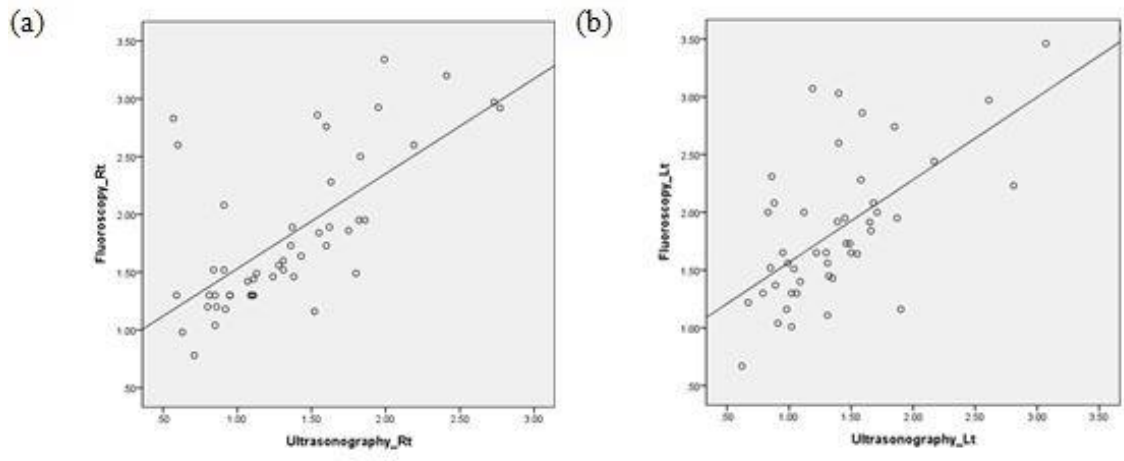 (a)
3.50
3.00
2.50
2.00
1.50
1.00
.50
Fluoroscopy_Rt
.50 1.00 1.50 2.00 2.50 3.00
Ultrasonography_Rt
(b)
3.50
3.00
2.50
2.00
1.50
1.00
.50
Fluoroscopy_Lt
.50 1.00 1.50 2.00 2.50 3.00 3.50
Ultrasonography_Lt